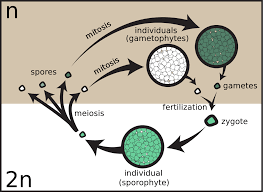 n
mitosis
individuals
(gametophytes)
spores
mitosis
gametes
fertilization
meiosis
zygote
individual
(sporophyte)
2n